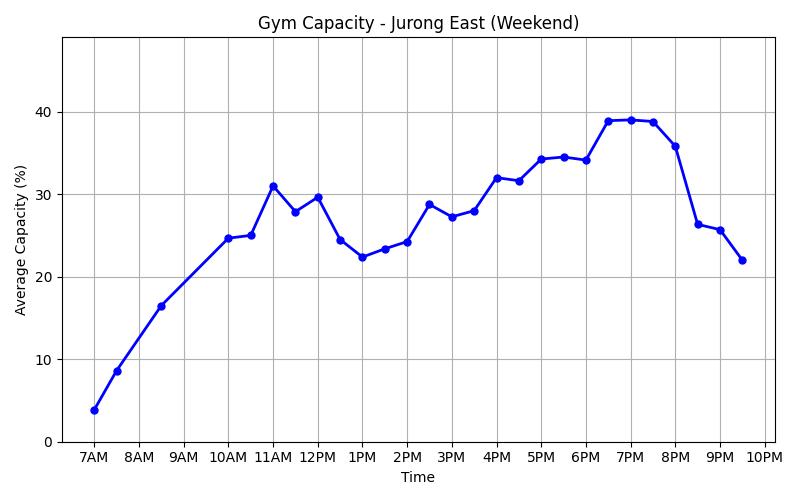 Gym Capacity - Jurong East (Weekend)
Average Capacity (%)
40
30
20
10
0
7AM 8AM 9AM 10AM 11AM 12PM 1PM 2PM 3PM 4PM 5PM 6PM 7PM 8PM 9PM 10PM
Time